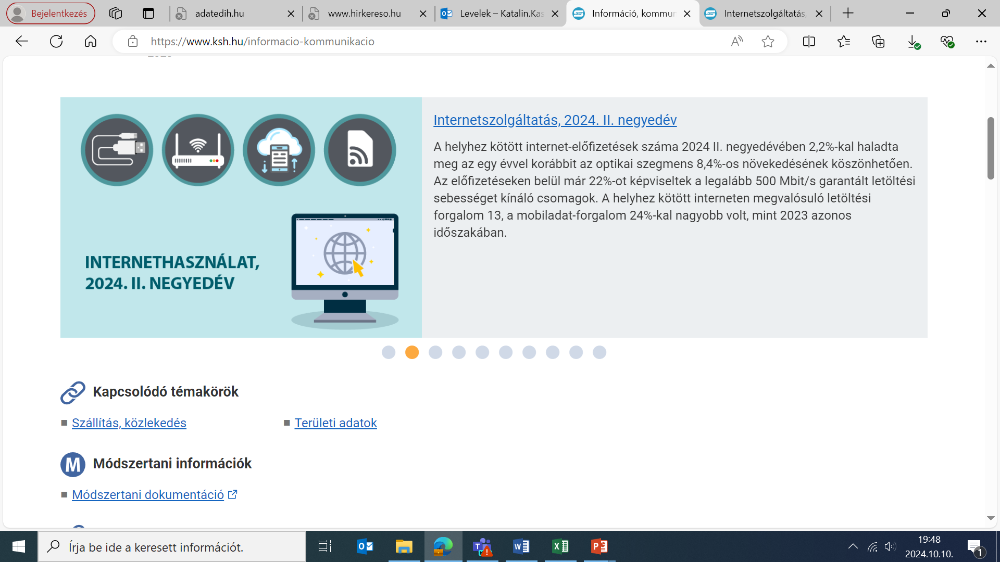 Bejelentkezés
adatedih.hu
www.hirkereso.hu
Levelek – Katalin.Kas
Információ, kommun
Internetszolgáltatás,
https://www.ksh.hu/informacio-kommunikacio
Internetszolgáltatás, 2024. II. negyedév
A helyhez kötött internet-előfizetések száma 2024 II. negyedévében 2,2%-kal haladta
meg az egy évvel korábbit az optikai szegmens 8,4%-os növekedésének köszönhetően.
Az előfizetéseken belül már 22%-ot képviseltek a legalább 500 Mbit/s garantált letöltési
sebességet kínáló csomagok. A helyhez kötött interneten megvalósuló letöltési
forgalom 13, a mobiladat-forgalom 24%-kal nagyobb volt, mint 2023 azonos
időszakában.
INTERNETHASZNÁLAT,
2024. II. NEGYEDÉV
Kapcsolódó témakörök
Szállítás, közlekedés
Területi adatok
M Módszertani információk
Módszertani dokumentáció
Írja be ide a keresett információt.
19:48
2024.10.10.
1